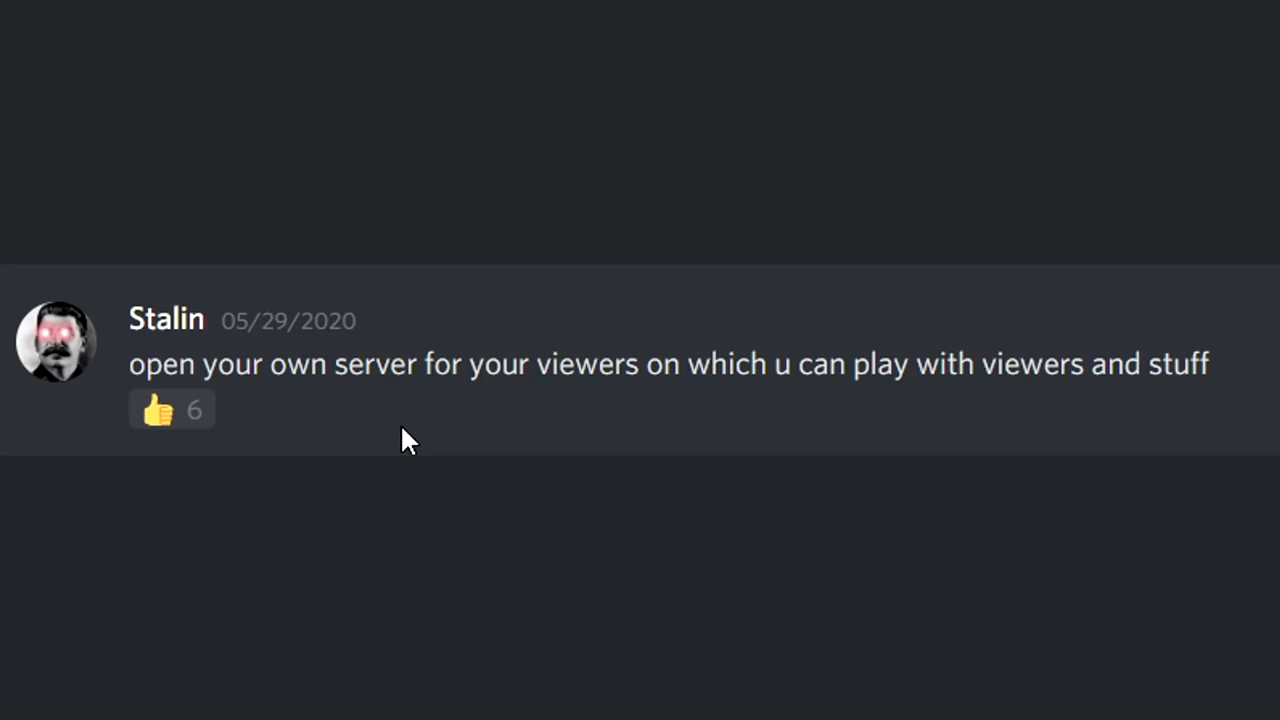 Stalin 05/29/2020
open your own server for your viewers on which u can play with viewers and stuff
👍 6